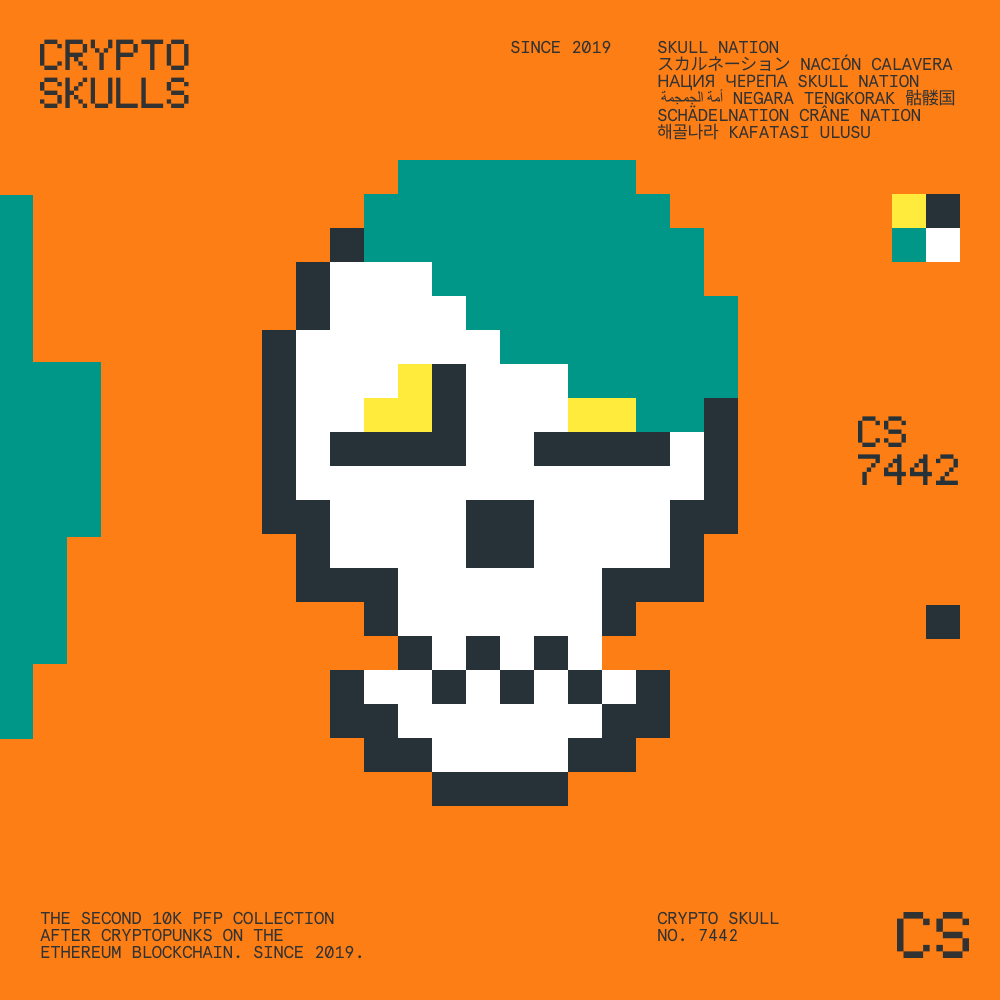 CRYPTO
SKULLS
SINCE 2019
SKULL NATION
スカルネーション NACIÓN CALAVERA
НАЦИЯ ЧЕРЕПА SKULL NATION
أمة الجمجمة NEGARA TENGKORAK 骷髅国
SCHÄDELNATION CRÂNE NATION
해골나라 KAFATASI ULUSU
CS
7442
THE SECOND 10K PFP COLLECTION
AFTER CRYPTOPUNKS ON THE
ETHEREUM BLOCKCHAIN. SINCE 2019.
CRYPTO SKULL
NO. 7442
CS